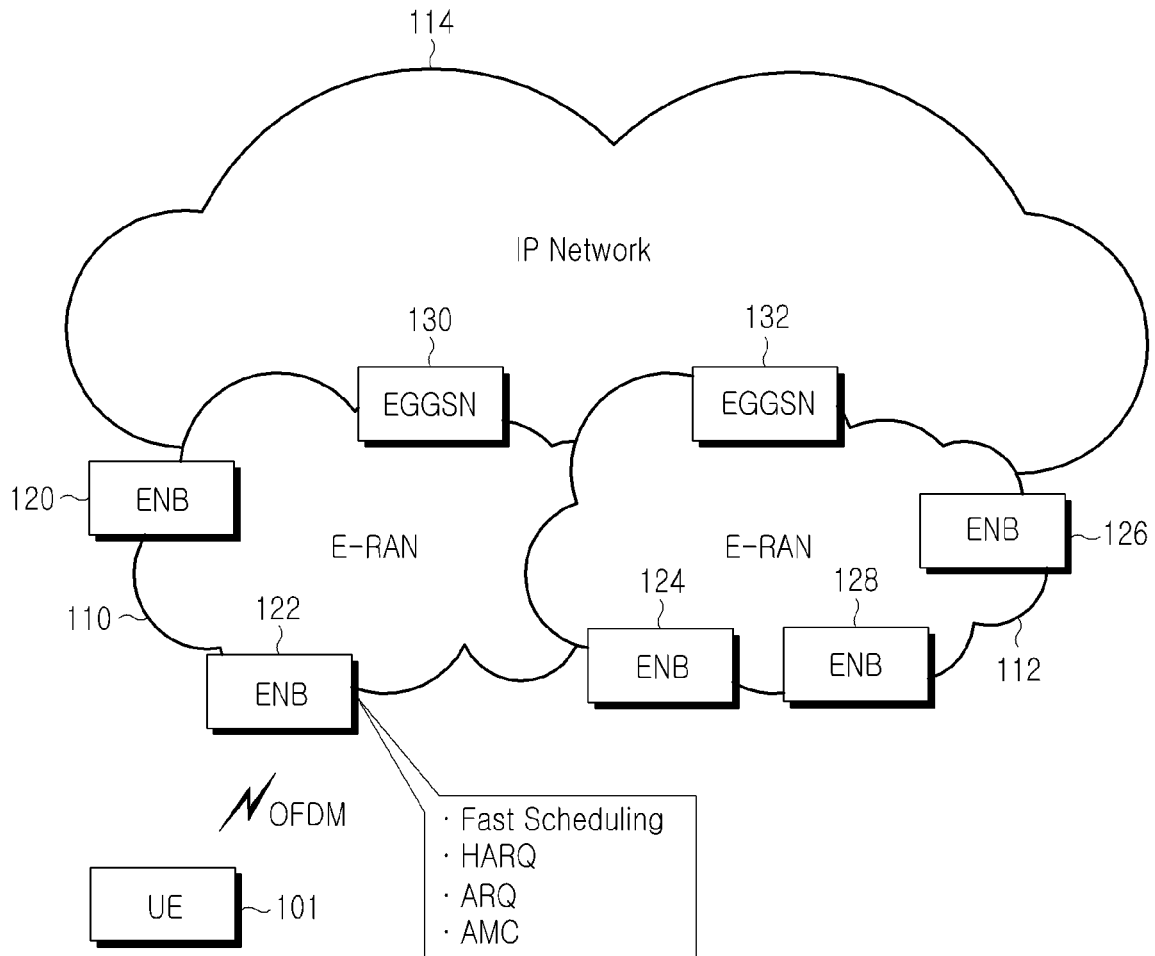 114
IP Network
130
132
EGGSN
EGGSN
120
ENB
ENB
126
E-RAN
E-RAN
110
122
124
128
112
ENB
ENB
ENB
OFDM
· Fast Scheduling
· HARQ
· ARQ
· AMC
UE
101